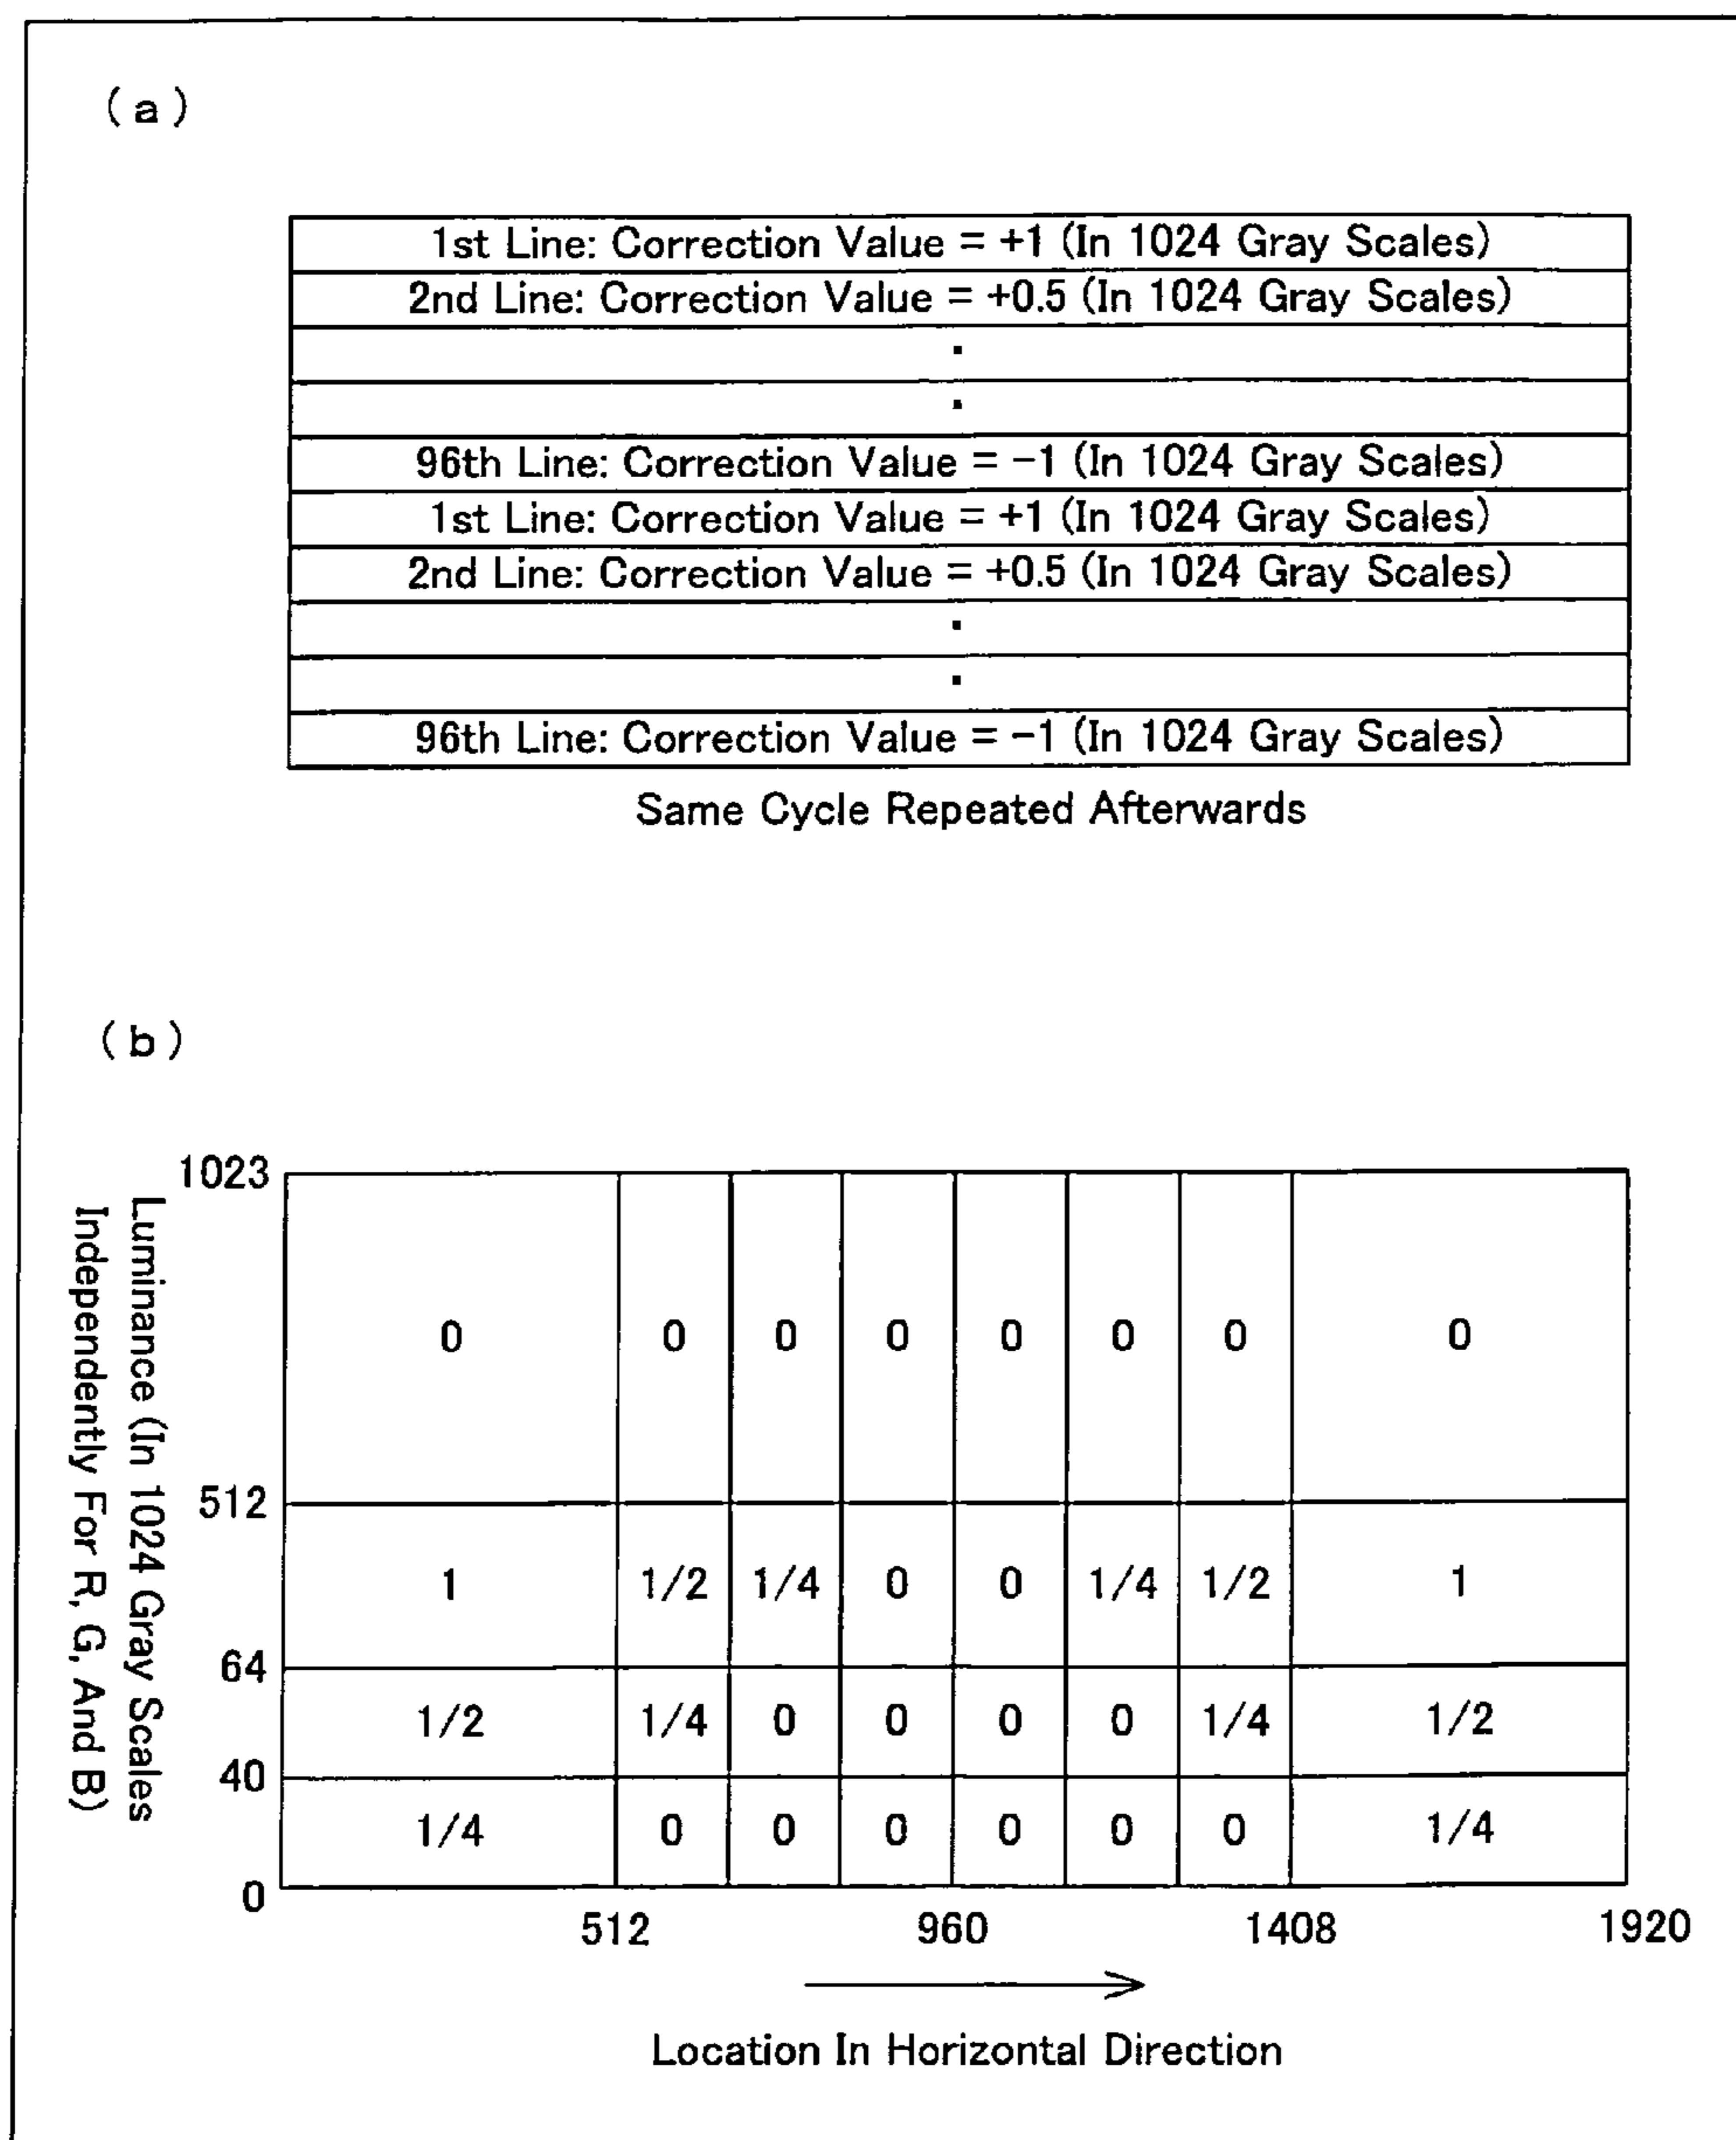 (a)
1st Line: Correction Value = +1 (In 1024 Gray Scales)
2nd Line: Correction Value = +0.5 (In 1024 Gray Scales)
.
.
96th Line: Correction Value = −1 (In 1024 Gray Scales)
1st Line: Correction Value = +1 (In 1024 Gray Scales)
2nd Line: Correction Value = +0.5 (In 1024 Gray Scales)
.
.
96th Line: Correction Value = −1 (In 1024 Gray Scales)
Same Cycle Repeated Afterwards
(b)
Luminance (In 1024 Gray Scales
Independently For R, G, And B)
1023
0 0 0 0 0 0 0 0
512
1 1/2 1/4 0 0 1/4 1/2 1
64
1/2 1/4 0 0 0 0 1/4 1/2
40
1/4 0 0 0 0 0 0 1/4
0
512 960 1408 1920
Location In Horizontal Direction